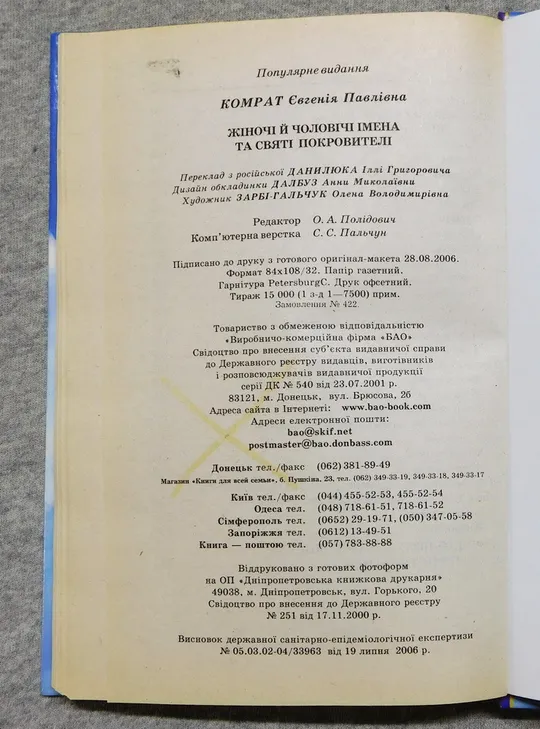 Популярне видання
КОМРАТ Євгенія Павлівна
ЖІНОЧІ Й ЧОЛОВІЧІ ІМЕНА
ТА СВЯТІ ПОКРОВИТЕЛІ
Переклад з російської ДАНИЛЮКА Іллі Григоровича
Дизайн обкладинки ДАЛБУЗ Анни Миколаївни
Художник ЗАРБІ-ГАЛЬЧУК Олена Володимирівна
Редактор О. А. Полідович
Комп'ютерна верстка С. С. Пальчун
Підписано до друку з готового оригінал-макета 28.08.2006.
Формат 84х108/32. Папір газетний.
Гарнітура PetersburgC. Друк офсетний.
Тираж 15 000 (1 з-д 1—7500) прим.
Замовлення № 422.
Товариство з обмеженою відповідальністю
«Виробничо-комерційна фірма «БАО»
Свідоцтво про внесення суб'єкта видавничої справи
до Державного реєстру видавців, виготівників
і розповсюджувачів видавничої продукції
серії ДК № 540 від 23.07.2001 р.
83121, м. Донецьк, вул. Брюсова, 2б
Адреса сайта в Інтернеті: www.bao-book.com
Адреси електронної пошти:
bao@skif.net
postmaster@bao.donbass.com
Донецьк тел./факс (062) 381-89-49
Магазин «Книги для всей семьи», б. Пушкіна, 23, тел. (062) 349-33-19, 349-33-18, 349-33-17
Київ тел./факс (044) 455-52-53, 455-52-54
Одеса тел. (048) 718-61-51, 718-61-52
Сімферополь тел. (0652) 29-19-71, (050) 347-05-58
Запоріжжя тел. (0612) 13-49-51
Книга — поштою тел. (057) 783-88-88
Віддруковано з готових фотоформ
на ОП «Дніпропетровська книжкова друкарня»
49038, м. Дніпропетровськ, вул. Горького, 20
Свідоцтво про внесення до Державного реєстру
№ 251 від 17.11.2000 р.
Висновок державної санітарно-епідеміологічної експертизи
№ 05.03.02-04/33963 від 19 липня 2006 р.